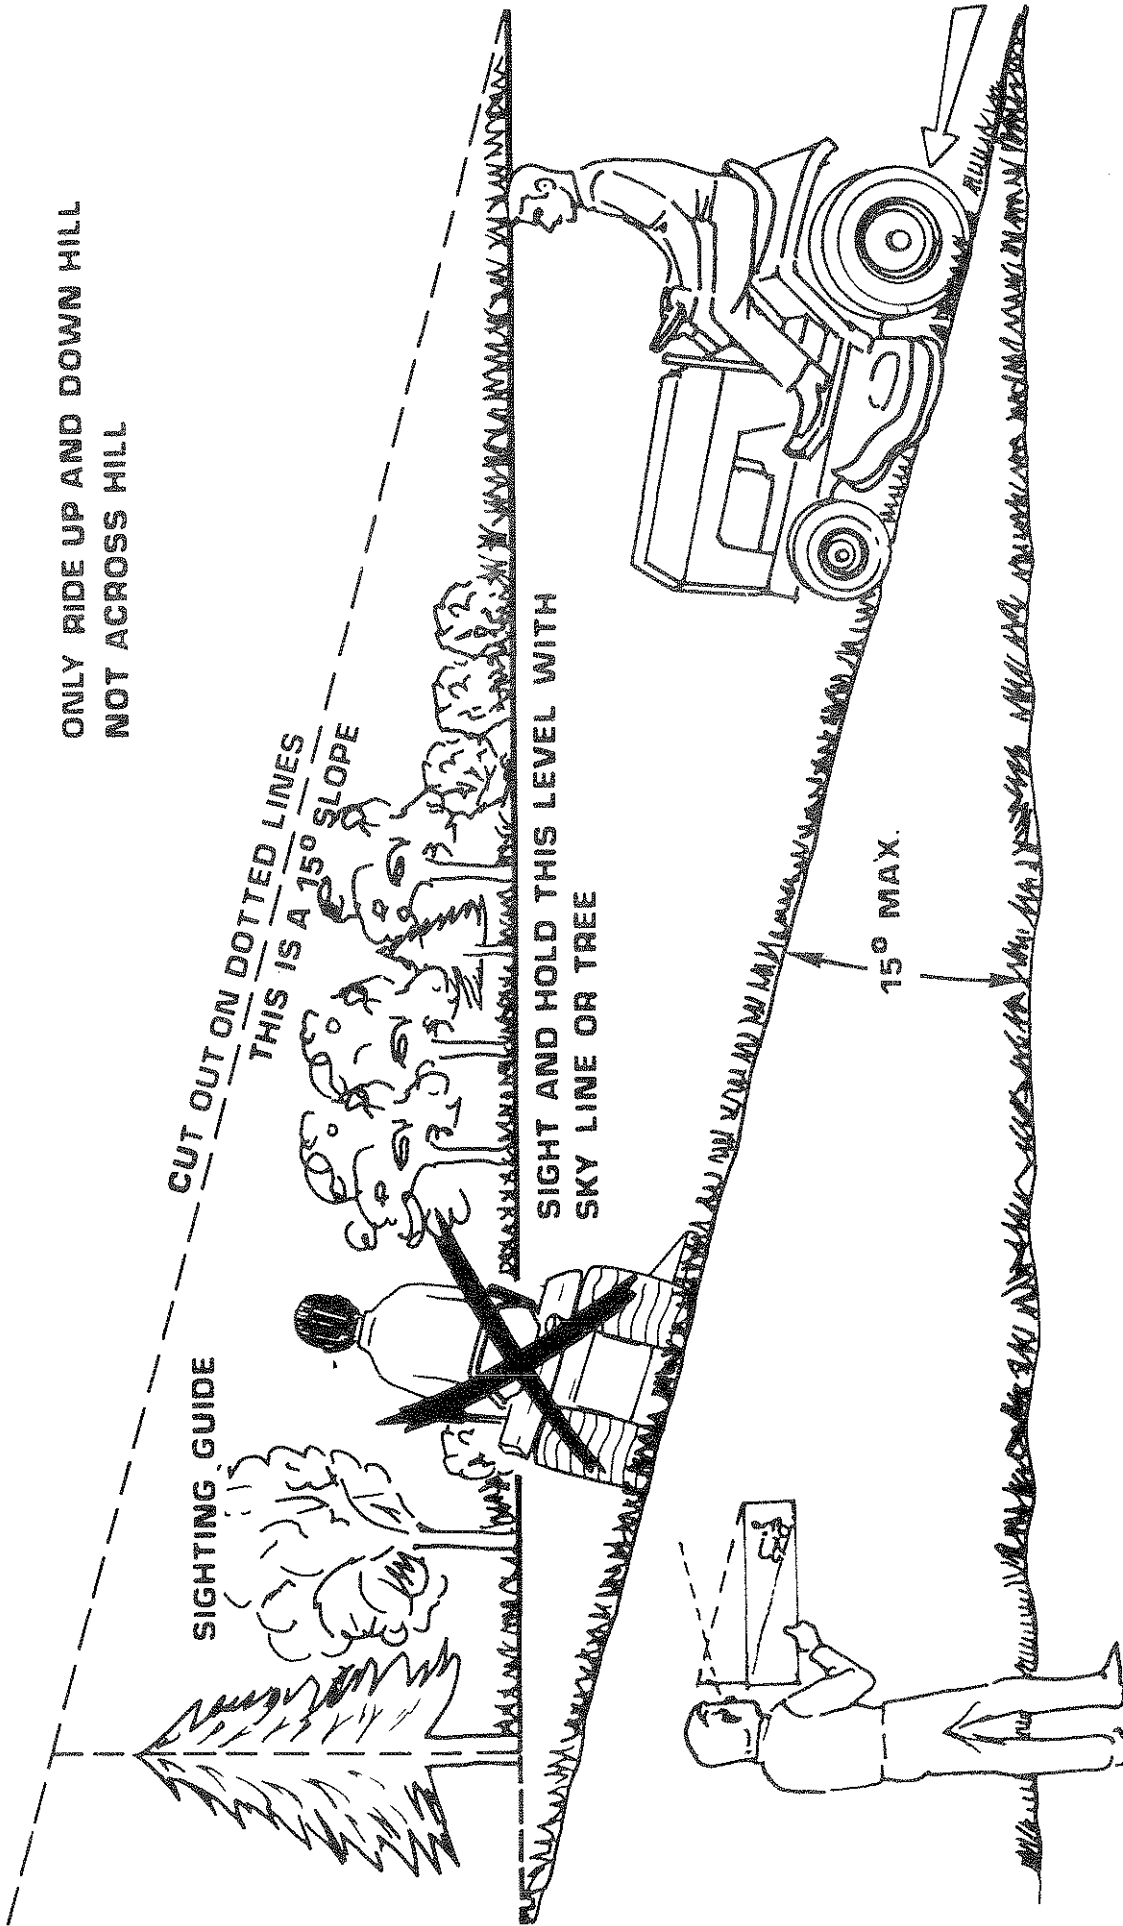 ONLY RIDE UP AND DOWN HILL
NOT ACROSS HILL
SIGHTING GUIDE
CUT OUT ON DOTTED LINES
THIS IS A 15° SLOPE
SIGHT AND HOLD THIS LEVEL WITH
SKY LINE OR TREE
15° MAX.